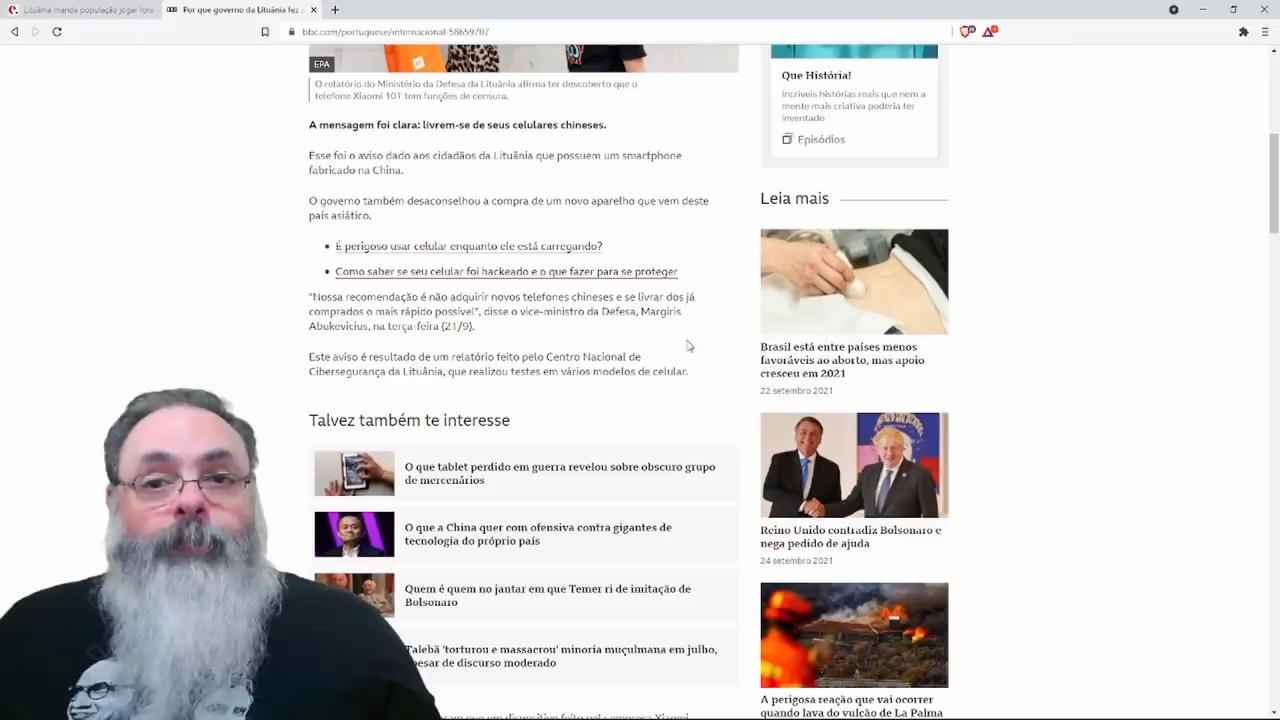 Lituânia manda população jogar fora
Por que governo da Lituânia fez a
bbc.com/portuguese/internacional-58659707
EPA
O relatório do Ministério da Defesa da Lituânia afirma ter descoberto que o
telefone Xiaomi 10T tem funções de censura.
A mensagem foi clara: livrem-se de seus celulares chineses.
Esse foi o aviso dado aos cidadãos da Lituânia que possuem um smartphone
fabricado na China.
O governo também desaconselhou a compra de um novo aparelho que vem deste
país asiático.
É perigoso usar celular enquanto ele está carregando?
Como saber se seu celular foi hackeado e o que fazer para se proteger
"Nossa recomendação é não adquirir novos telefones chineses e se livrar dos já
comprados o mais rápido possível", disse o vice-ministro da Defesa, Margiris
Abukevicius, na terça-feira (21/9).
Este aviso é resultado de um relatório feito pelo Centro Nacional de
Cibersegurança da Lituânia, que realizou testes em vários modelos de celular.
Talvez também te interesse
O que tablet perdido em guerra revelou sobre obscuro grupo
de mercenários
O que a China quer com ofensiva contra gigantes de
tecnologia do próprio país
Quem é quem no jantar em que Temer ri de imitação de
Bolsonaro
Talebã 'torturou e massacrou' minoria muçulmana em julho,
apesar de discurso moderado
que um dispositivo feito pela empresa Xiaomi
Que História!
Incríveis histórias reais que nem a
mente mais criativa poderia ter
inventado
Episódios
Leia mais
Brasil está entre países menos
favoráveis ao aborto, mas apoio
cresceu em 2021
22 setembro 2021
Reino Unido contradiz Bolsonaro e
nega pedido de ajuda
24 setembro 2021
A perigosa reação que vai ocorrer
quando lava do vulcão de La Palma